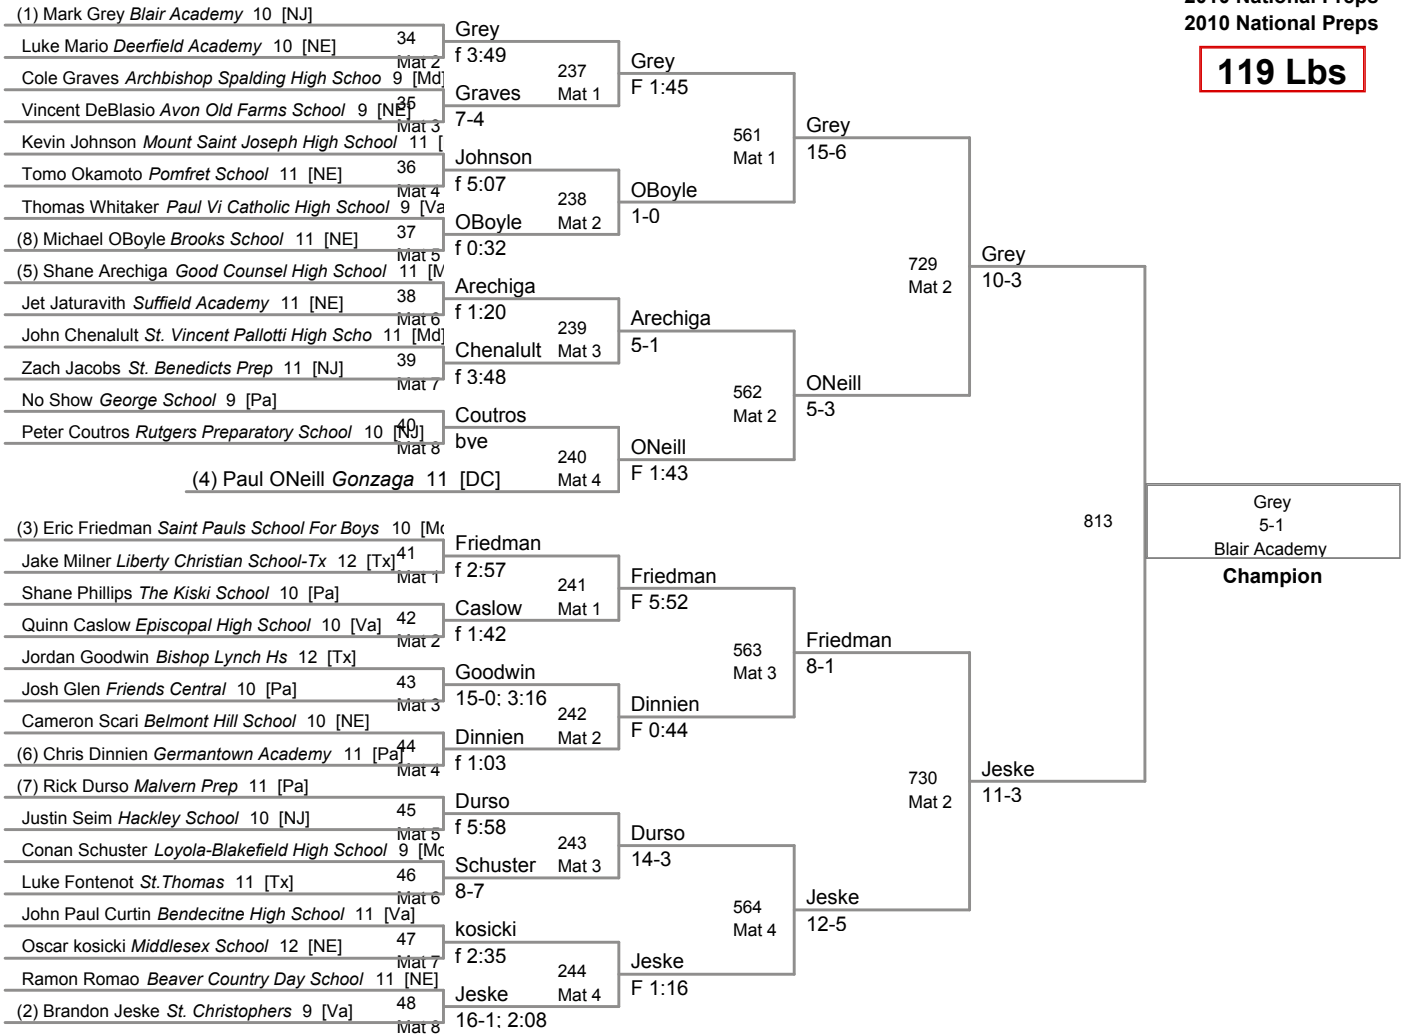 2010 National Preps
2010 National Preps
119 Lbs
(1) Mark Grey Blair Academy 10 [NJ]
Luke Mario Deerfield Academy 10 [NE]
34
Mat 2
Cole Graves Archbishop Spalding High Schoo 9 [Md]
Vincent DeBlasio Avon Old Farms School 9 [NE]
35
Mat 3
Kevin Johnson Mount Saint Joseph High School 11 [
Tomo Okamoto Pomfret School 11 [NE]
36
Mat 4
Thomas Whitaker Paul Vi Catholic High School 9 [Va
(8) Michael OBoyle Brooks School 11 [NE]
37
Mat 5
(5) Shane Arechiga Good Counsel High School 11 [M
Jet Jaturavith Suffield Academy 11 [NE]
38
Mat 6
John Chenalult St. Vincent Pallotti High Scho 11 [Md]
Zach Jacobs St. Benedicts Prep 11 [NJ]
39
Mat 7
No Show George School 9 [Pa]
Peter Coutros Rutgers Preparatory School 10 [NJ]
40
Mat 8
(4) Paul ONeill Gonzaga 11 [DC]
(3) Eric Friedman Saint Pauls School For Boys 10 [Md
Jake Milner Liberty Christian School-Tx 12 [Tx]
41
Mat 1
Shane Phillips The Kiski School 10 [Pa]
Quinn Caslow Episcopal High School 10 [Va]
42
Mat 2
Jordan Goodwin Bishop Lynch Hs 12 [Tx]
Josh Glen Friends Central 10 [Pa]
43
Mat 3
Cameron Scari Belmont Hill School 10 [NE]
(6) Chris Dinnien Germantown Academy 11 [Pa]
44
Mat 4
(7) Rick Durso Malvern Prep 11 [Pa]
Justin Seim Hackley School 10 [NJ]
45
Mat 5
Conan Schuster Loyola-Blakefield High School 9 [Md
Luke Fontenot St.Thomas 11 [Tx]
46
Mat 6
John Paul Curtin Bendecitne High School 11 [Va]
Oscar kosicki Middlesex School 12 [NE]
47
Mat 7
Ramon Romao Beaver Country Day School 11 [NE]
(2) Brandon Jeske St. Christophers 9 [Va]
48
Mat 8
Grey
f 3:49
237
Mat 1
Graves
7-4
Johnson
f 5:07
238
Mat 2
OBoyle
f 0:32
Arechiga
f 1:20
239
Mat 3
Chenalult
f 3:48
Coutros
bye
240
Mat 4
Friedman
f 2:57
241
Mat 1
Caslow
f 1:42
Goodwin
15-0; 3:16
242
Mat 2
Dinnien
f 1:03
Durso
f 5:58
243
Mat 3
Schuster
8-7
kosicki
f 2:35
244
Mat 4
Jeske
16-1; 2:08
Grey
F 1:45
561
Mat 1
OBoyle
1-0
Arechiga
5-1
562
Mat 2
ONeill
F 1:43
Friedman
F 5:52
563
Mat 3
Dinnien
F 0:44
Durso
14-3
564
Mat 4
Jeske
F 1:16
Grey
15-6
729
Mat 2
ONeill
5-3
Friedman
8-1
730
Mat 2
Jeske
12-5
Grey
10-3
813
Jeske
11-3
Grey
5-1
Blair Academy
Champion